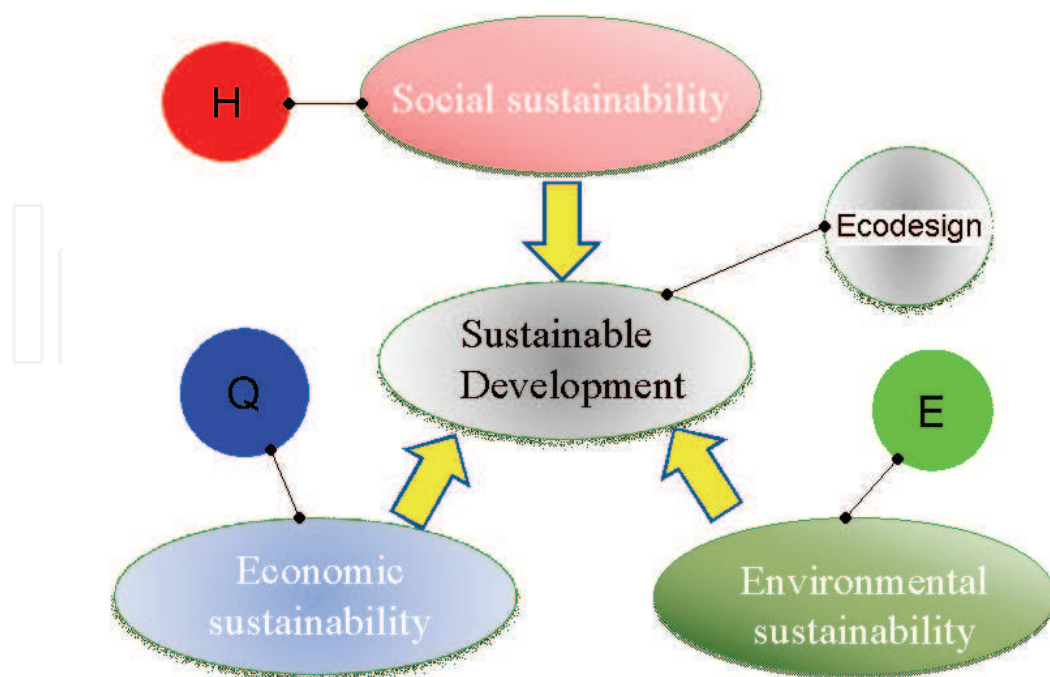 H
Social sustainability
Ecodesign
Sustainable
Development
Q
E
Economic
sustainability
Environmental
sustainability